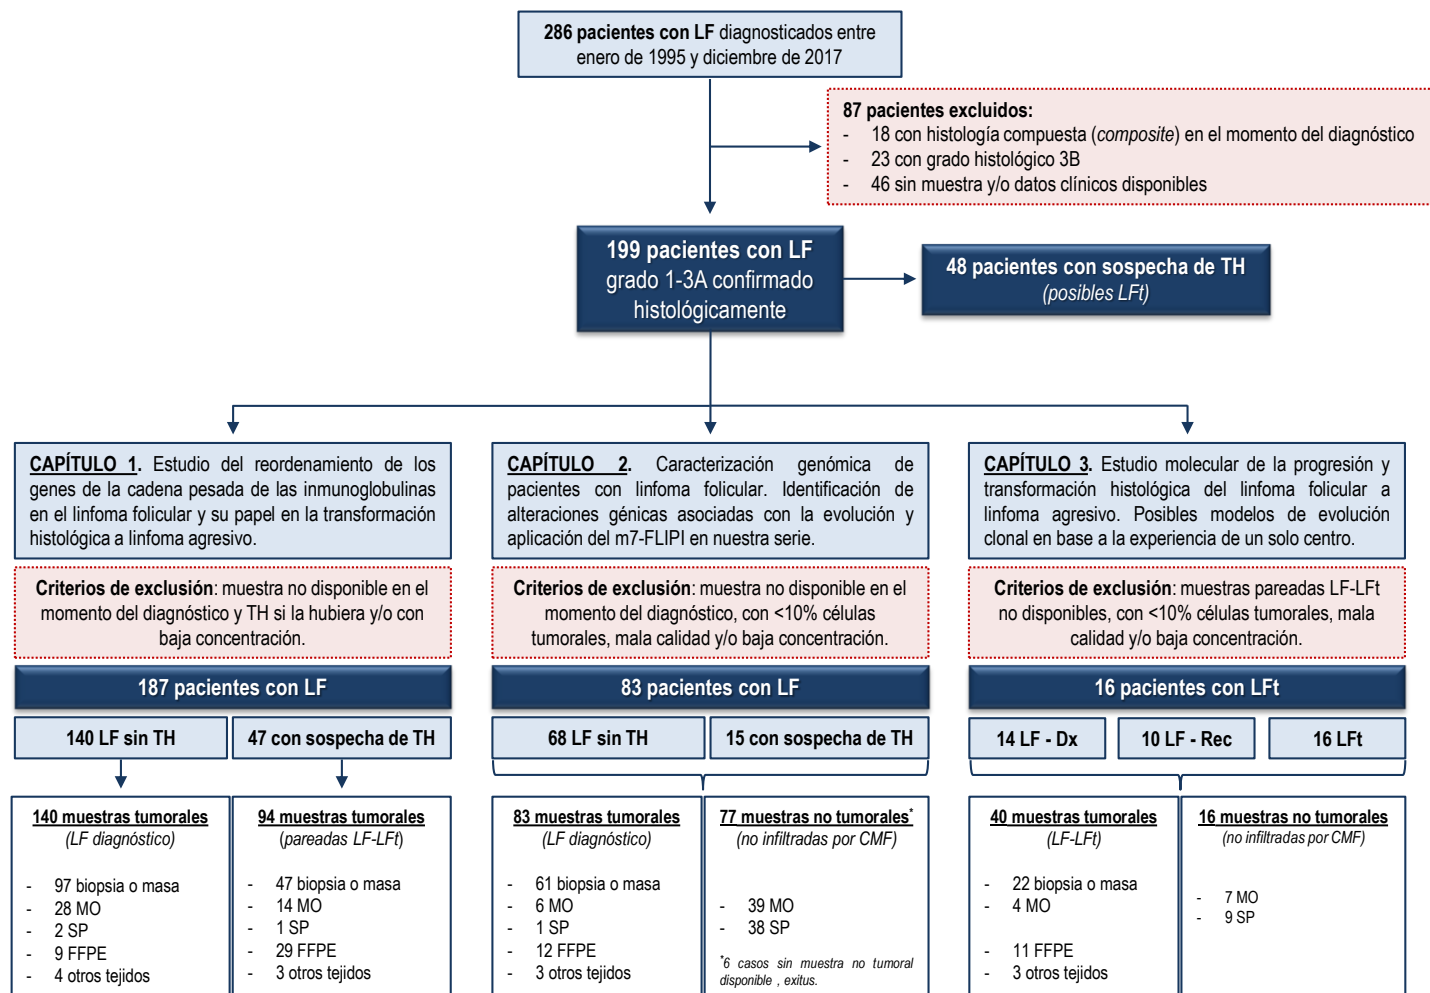 286 pacientes con LF diagnosticados entre
enero de 1995 y diciembre de 2017
87 pacientes excluidos:
- 18 con histología compuesta (composite) en el momento del diagnóstico
- 23 con grado histológico 3B
- 46 sin muestra y/o datos clínicos disponibles
199 pacientes con LF
grado 1-3A confirmado
histológicamente
48 pacientes con sospecha de TH
(posibles LFt)
CAPÍTULO 1. Estudio del reordenamiento de los
genes de la cadena pesada de las inmunoglobulinas
en el linfoma folicular y su papel en la transformación
histológica a linfoma agresivo.
Criterios de exclusión: muestra no disponible en el
momento del diagnóstico y TH si la hubiera y/o con
baja concentración.
187 pacientes con LF
140 LF sin TH
47 con sospecha de TH
140 muestras tumorales
(LF diagnóstico)
- 97 biopsia o masa
- 28 MO
- 2 SP
- 9 FFPE
- 4 otros tejidos
94 muestras tumorales
(pareadas LF-LFt)
- 47 biopsia o masa
- 14 MO
- 1 SP
- 29 FFPE
- 3 otros tejidos
CAPÍTULO 2. Caracterización genómica de
pacientes con linfoma folicular. Identificación de
alteraciones génicas asociadas con la evolución y
aplicación del m7-FLIPI en nuestra serie.
Criterios de exclusión: muestra no disponible en el
momento del diagnóstico, con <10% células
tumorales, mala calidad y/o baja concentración.
83 pacientes con LF
68 LF sin TH
15 con sospecha de TH
83 muestras tumorales
(LF diagnóstico)
- 61 biopsia o masa
- 6 MO
- 1 SP
- 12 FFPE
- 3 otros tejidos
77 muestras no tumorales*
(no infiltradas por CMF)
- 39 MO
- 38 SP
*6 casos sin muestra no tumoral
disponible , exitus.
CAPÍTULO 3. Estudio molecular de la progresión y
transformación histológica del linfoma folicular a
linfoma agresivo. Posibles modelos de evolución
clonal en base a la experiencia de un solo centro.
Criterios de exclusión: muestras pareadas LF-LFt
no disponibles, con <10% células tumorales, mala
calidad y/o baja concentración.
16 pacientes con LFt
14 LF - Dx
10 LF - Rec
16 LFt
40 muestras tumorales
(LF-LFt)
- 22 biopsia o masa
- 4 MO
- 11 FFPE
- 3 otros tejidos
16 muestras no tumorales
(no infiltradas por CMF)
- 7 MO
- 9 SP